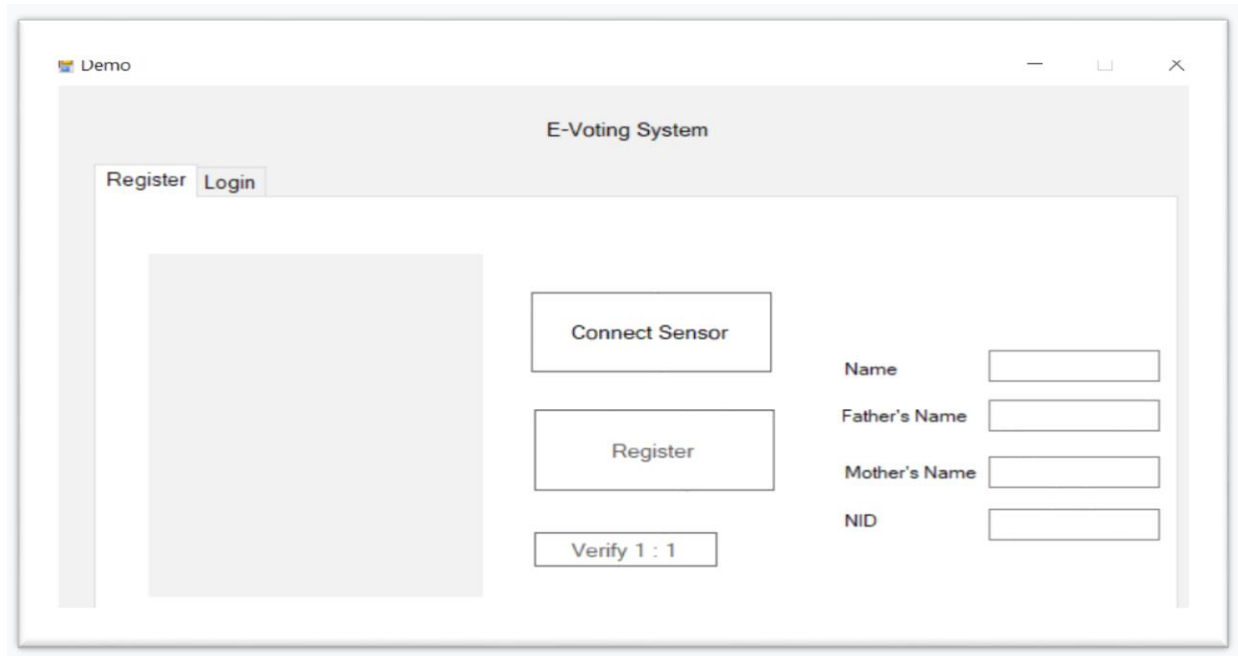 Demo
E-Voting System
Register Login
Connect Sensor
Register
Verify 1 : 1
Name
Father's Name
Mother's Name
NID